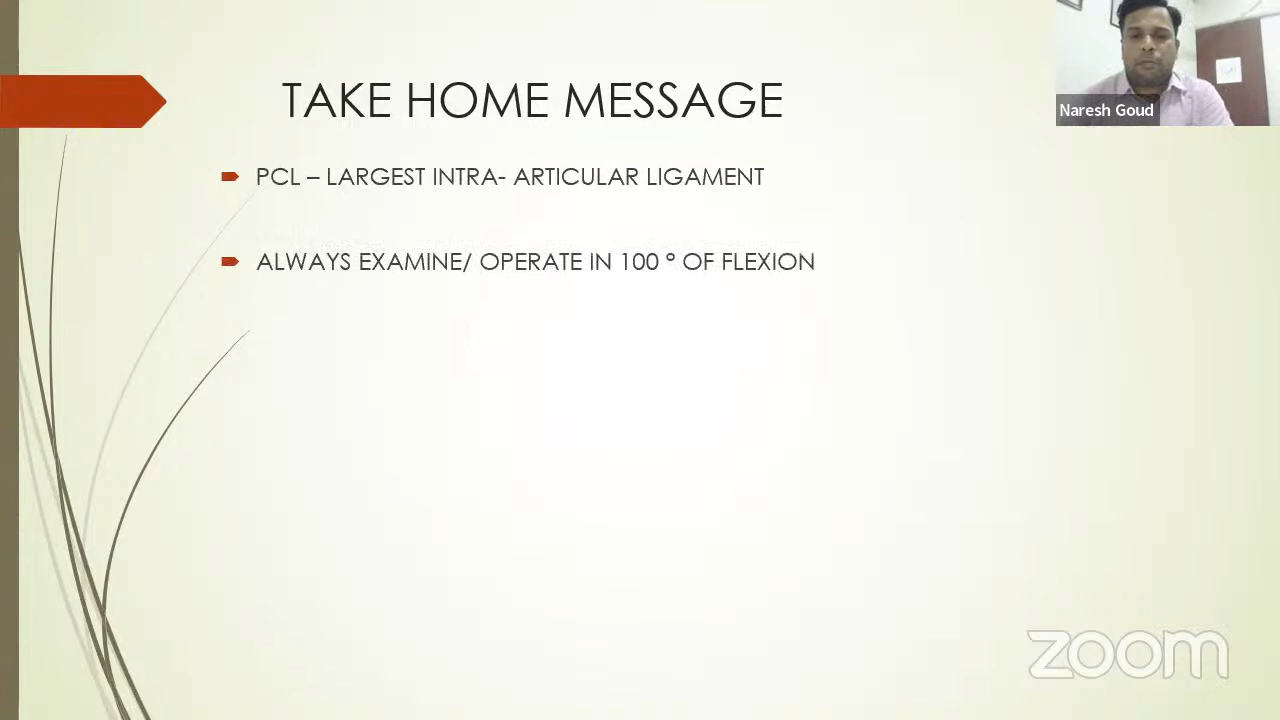 TAKE HOME MESSAGE
Naresh Goud
PCL – LARGEST INTRA- ARTICULAR LIGAMENT
ALWAYS EXAMINE/ OPERATE IN 100 ° OF FLEXION
zoom